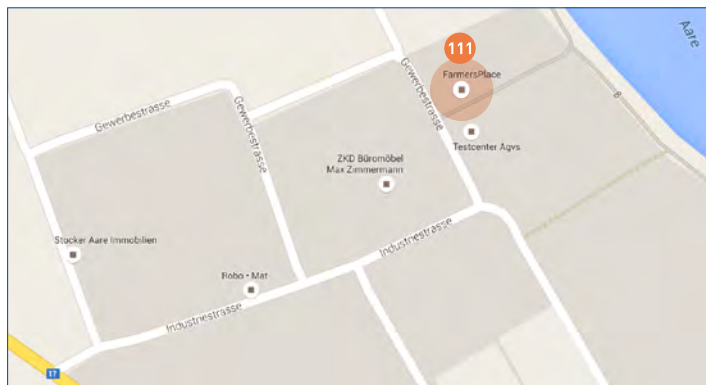 111
Aare
FarmersPlace
8
Gewerbestrasse
Gewerbestrasse
Gewerbestrasse
Testcenter Agvs
ZKD Büromöbel
Max Zimmermann
Stocker Aare Immobilien
Industriestrasse
Robo - Mat
Industriestrasse
17